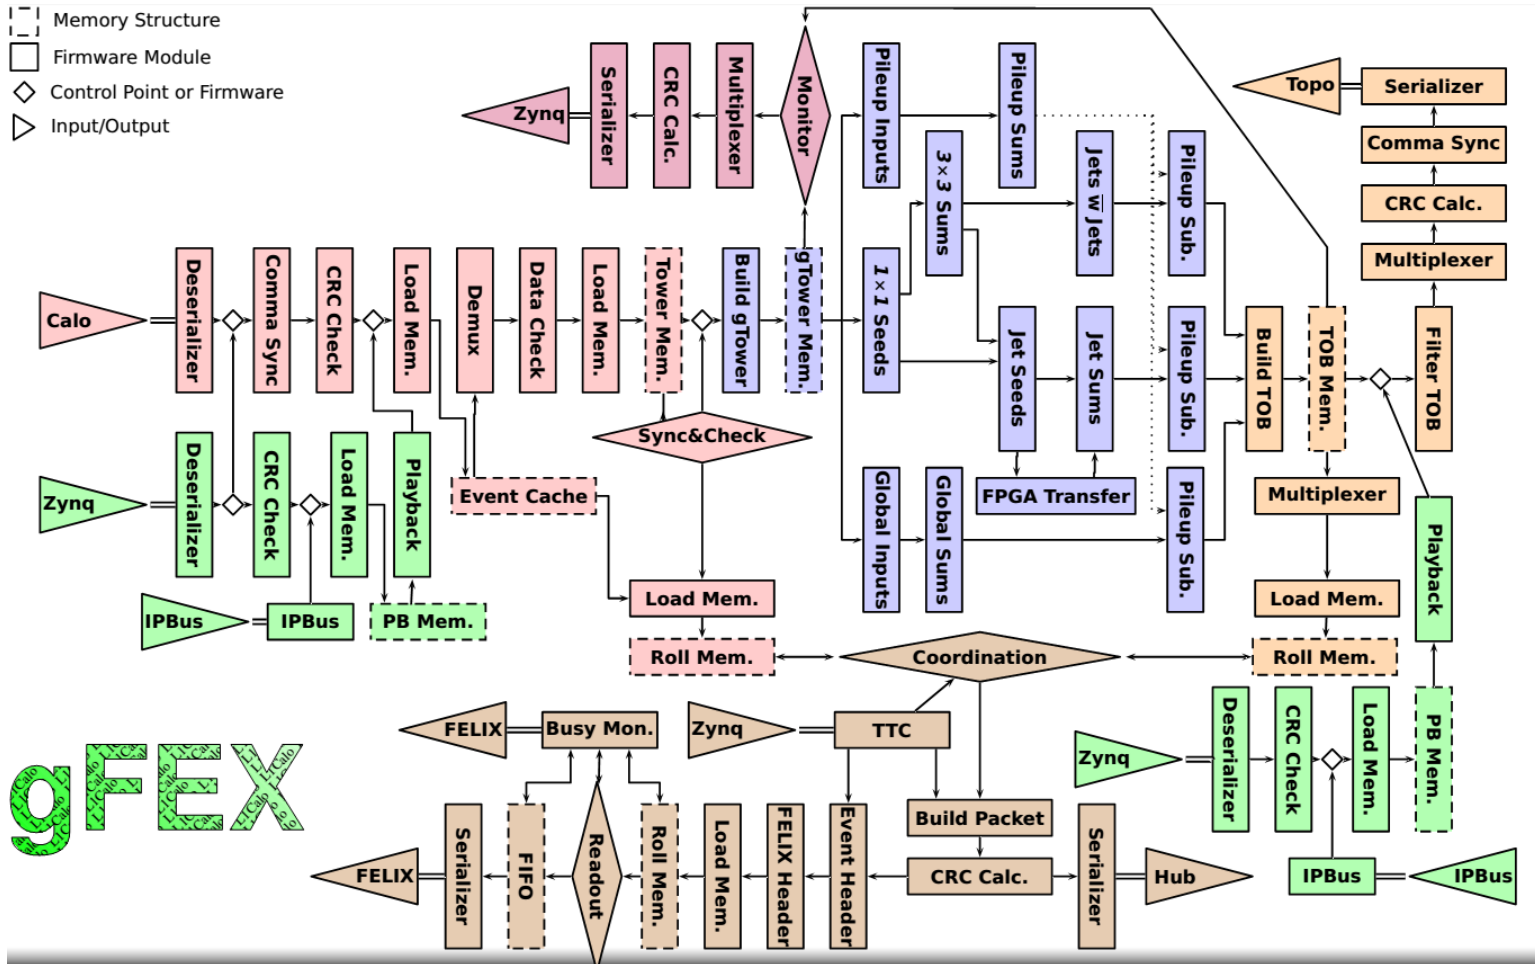 Memory Structure
Firmware Module
Control Point or Firmware
Input/Output
Zynq
Serializer
CRC Calc.
Multiplexer
Monitor
Pileup Inputs
Pileup Sums
3×3 Sums
Jets w Jets
Pileup Sub.
Topo
Serializer
Comma Sync
CRC Calc.
Multiplexer
Calo
Deserializer
Comma Sync
CRC Check
Load Mem.
Demux
Data Check
Load Mem.
Tower Mem.
Build gTower
gTower Mem.
1×1 Seeds
Jet Seeds
Jet Sums
Pileup Sub.
Build TOB
TOB Mem.
Filter TOB
Sync&Check
Zynq
Deserializer
CRC Check
Load Mem.
Playback
Event Cache
Global Inputs
Global Sums
FPGA Transfer
Pileup Sub.
Multiplexer
Playback
IPBus
IPBus
PB Mem.
Load Mem.
Load Mem.
Roll Mem.
Coordination
Roll Mem.
FELIX
Busy Mon.
Zynq
TTC
Zynq
Deserializer
CRC Check
Load Mem.
PB Mem.
gFEX
FELIX
Serializer
FIFO
Readout
Roll Mem.
Load Mem.
FELIX Header
Event Header
Build Packet
CRC Calc.
Serializer
Hub
IPBus
IPBus